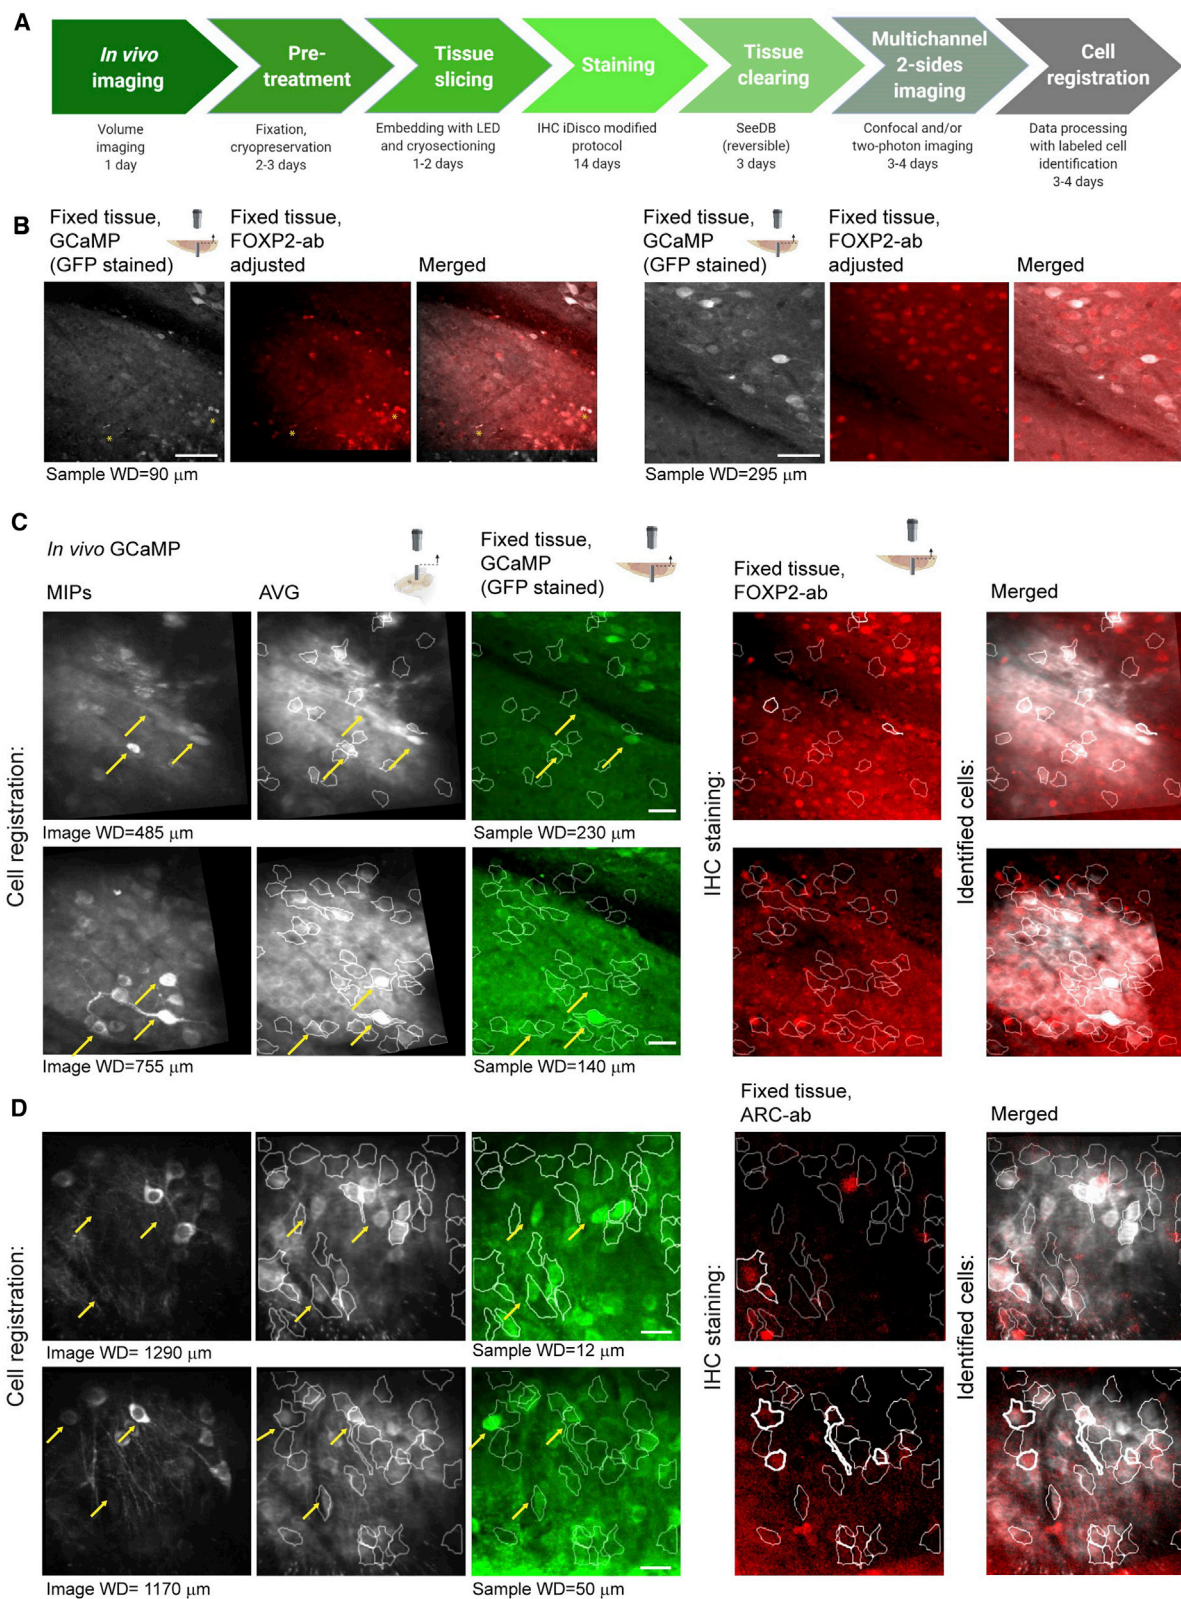 A
In vivo
imaging
Pre-
treatment
Tissue
slicing
Staining
Tissue
clearing
Multichannel
2-sides
imaging
Cell
registration
Volume
imaging
1 day
Fixation,
cryopreservation
2-3 days
Embedding with LED
and cryosectioning
1-2 days
IHC iDisco modified
protocol
14 days
SeeDB
(reversible)
3 days
Confocal and/or
two-photon imaging
3-4 days
Data processing
with labeled cell
identification
3-4 days
B
Fixed tissue,
GCaMP
(GFP stained)
Fixed tissue,
FOXP2-ab
adjusted
Merged
Sample WD=90 µm
Fixed tissue,
GCaMP
(GFP stained)
Fixed tissue,
FOXP2-ab
adjusted
Merged
Sample WD=295 µm
C
In vivo GCaMP
MIPs
AVG
Fixed tissue,
GCaMP
(GFP stained)
Fixed tissue,
FOXP2-ab
Merged
Cell registration:
IHC staining:
Identified cells:
Image WD=485 µm
Sample WD=230 µm
Image WD=755 µm
Sample WD=140 µm
D
Fixed tissue,
ARC-ab
Merged
Cell registration:
IHC staining:
Identified cells:
Image WD= 1290 µm
Sample WD=12 µm
Image WD= 1170 µm
Sample WD=50 µm